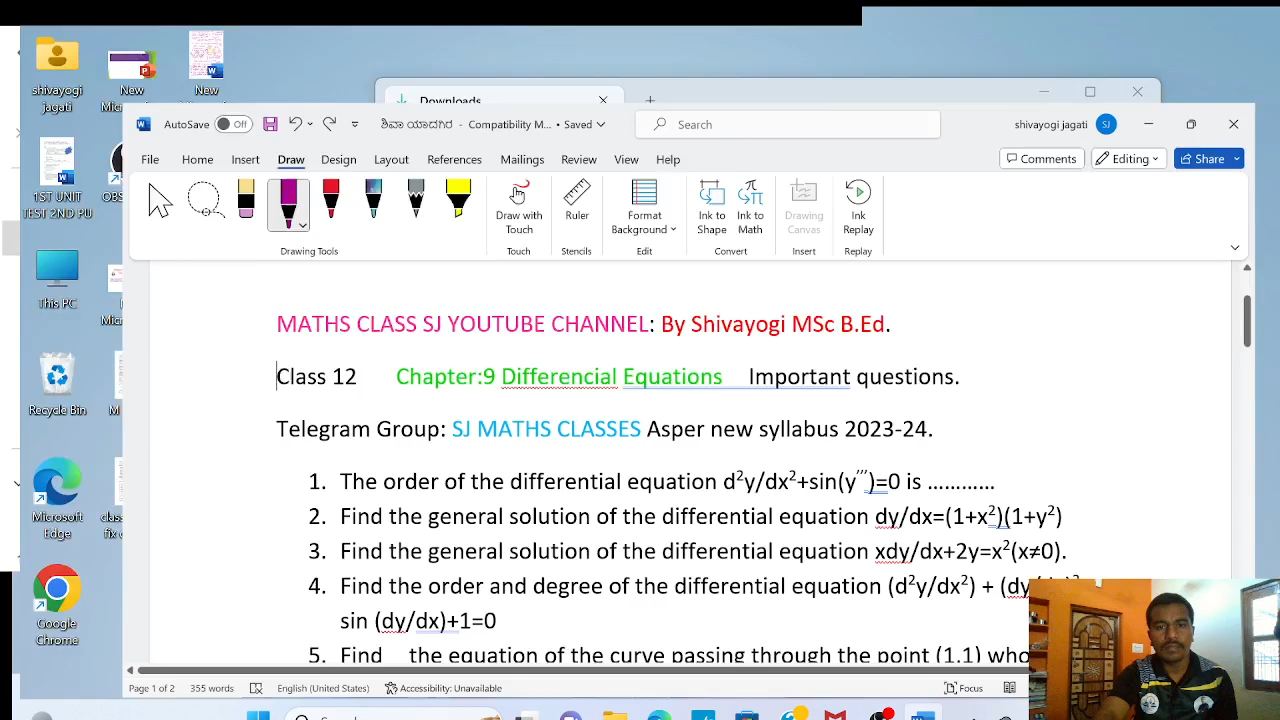 shivayogi
jagati
New
New
Downloads
AutoSave Off ಶಿವಾ ಯಾದಗಿರ - Compatibility M... • Saved Search shivayogi jagati SJ
File Home Insert Draw Design Layout References Mailings Review View Help Comments Editing Share
1ST UNIT
TEST 2ND PU
OBS
Draw with
Touch
Ruler
Format
Background
Ink to
Shape
Ink to
Math
Drawing
Canvas
Ink
Replay
Drawing Tools Touch Stencils Edit Convert Insert Replay
This PC
MATHS CLASS SJ YOUTUBE CHANNEL: By Shivayogi MSc B.Ed.
Class 12 Chapter:9 Differencial Equations Important questions.
Recycle Bin
Telegram Group: SJ MATHS CLASSES Asper new syllabus 2023-24.
1. The order of the differential equation d²y/dx²+sin(y′′′)=0 is …………
2. Find the general solution of the differential equation dy/dx=(1+x²)(1+y²)
Microsoft
Edge
3. Find the general solution of the differential equation xdy/dx+2y=x²(x≠0).
4. Find the order and degree of the differential equation (d²y/dx²) +
sin (dy/dx)+1=0
Google
Chrome
5. Find the equation of the curve passing through the point (1.1)
Page 1 of 2 355 words English (United States) Accessibility: Unavailable Focus